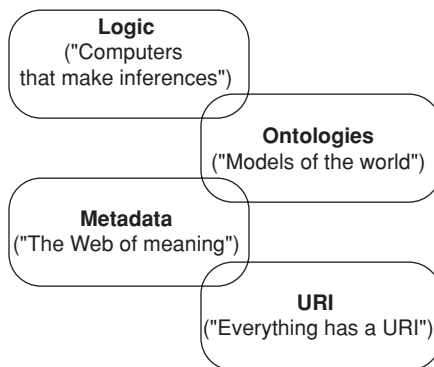 Logic
("Computers
that make inferences")
Ontologies
("Models of the world")
Metadata
("The Web of meaning")
URI
("Everything has a URI")